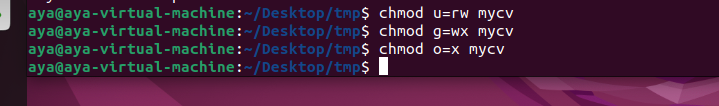 aya@aya-virtual-machine:~/Desktop/tmp$ chmod u=rw mycv
aya@aya-virtual-machine:~/Desktop/tmp$ chmod g=wx mycv
aya@aya-virtual-machine:~/Desktop/tmp$ chmod o=x mycv
aya@aya-virtual-machine:~/Desktop/tmp$